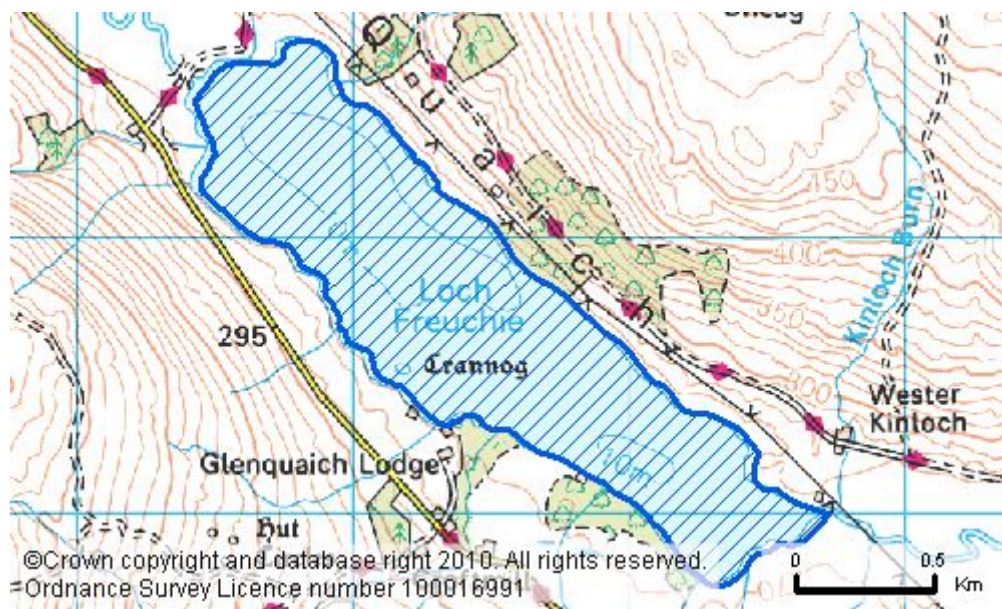 Quaich
450
400
350
300
Kinloch Burn
Loch
Freuchie
295
Crannog
Wester
Kinloch
Glenquaich Lodge
10m
Hut
©Crown copyright and database right 2010. All rights reserved.
Ordnance Survey Licence number 100016991
0 0.5
Km